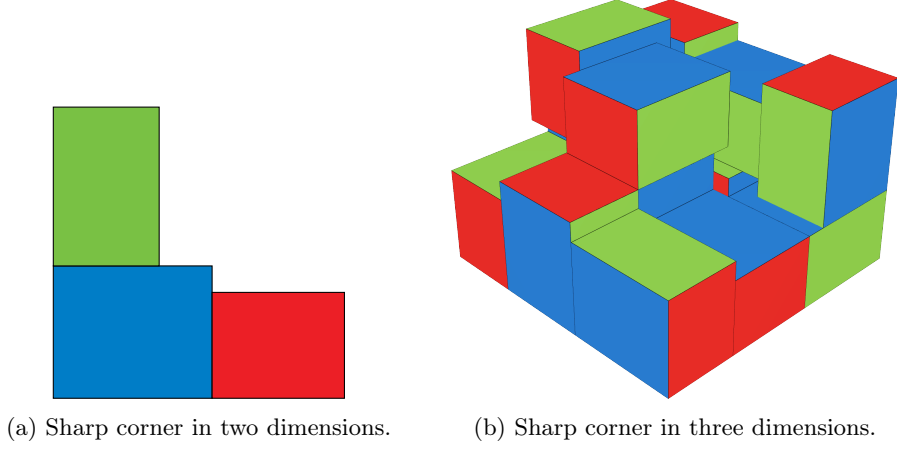 (a) Sharp corner in two dimensions.
(b) Sharp corner in three dimensions.